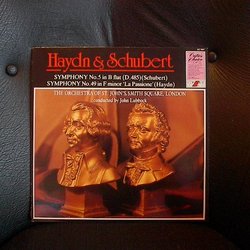 Haydn & Schubert
SYMPHONY No.5 in B flat (D.485) (Schubert)
SYMPHONY No.49 in F minor 'La Passione' (Haydn)
THE ORCHESTRA OF ST. JOHN'S, SMITH SQUARE, LONDON
conducted by John Lubbock